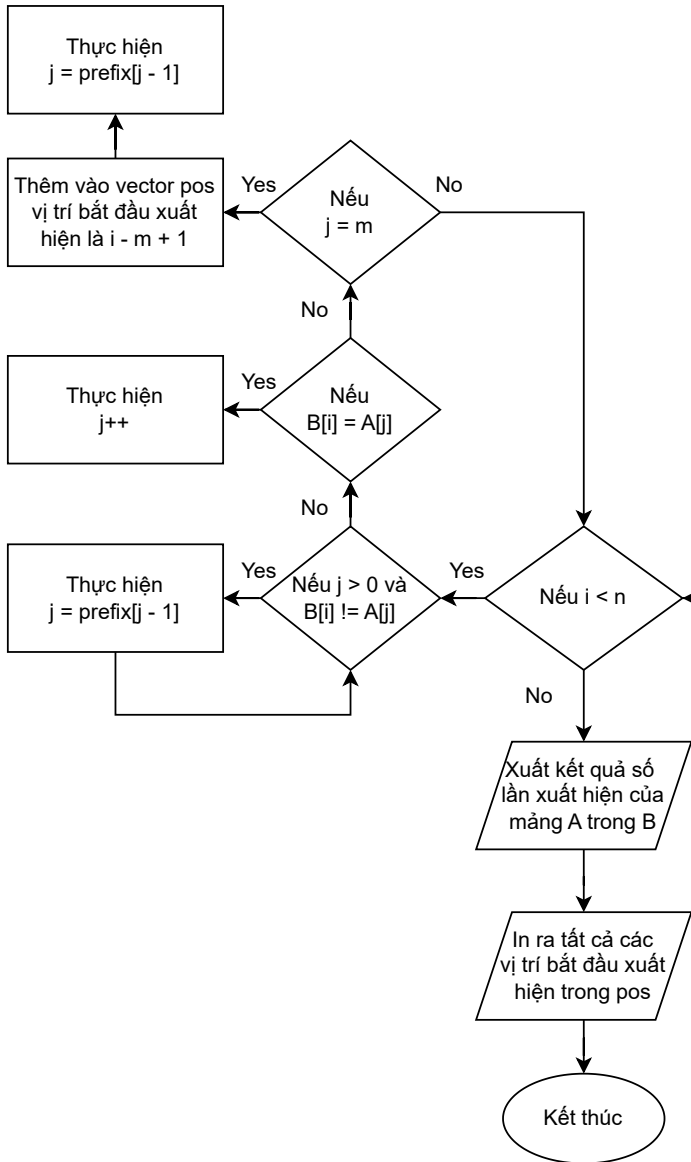 Thực hiện
j = prefix[j - 1]
Thêm vào vector pos
vị trí bắt đầu xuất
hiện là i - m + 1
Yes
Nếu
j = m
No
No
Thực hiện
j++
Yes
Nếu
B[i] = A[j]
No
Thực hiện
j = prefix[j - 1]
Yes
Nếu j > 0 và
B[i] != A[j]
Yes
Nếu i < n
No
Xuất kết quả số
lần xuất hiện của
mảng A trong B
In ra tất cả các
vị trí bắt đầu xuất
hiện trong pos
Kết thúc